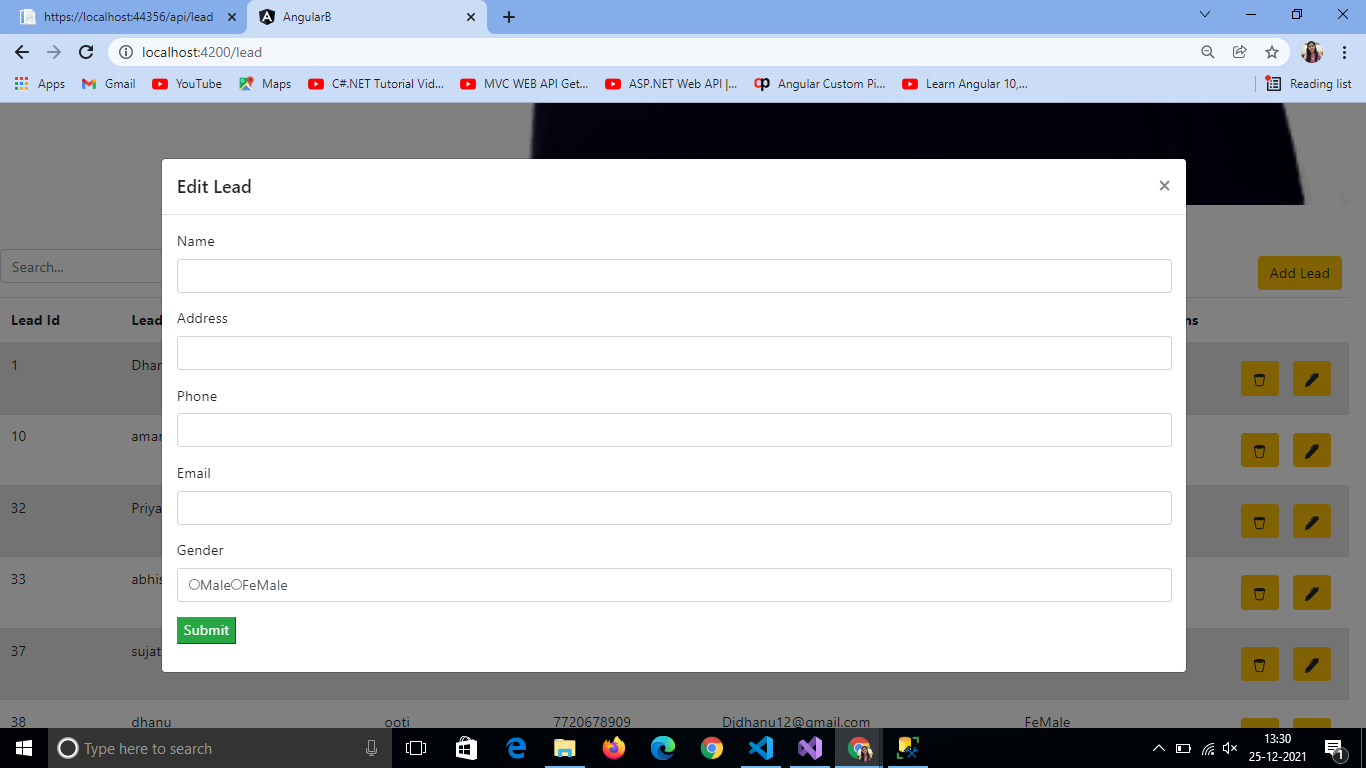 https://localhost:44356/api/lead
AngularB
localhost:4200/lead
Apps Gmail YouTube Maps C#.NET Tutorial Vid... MVC WEB API Get... ASP.NET Web API |... Angular Custom Pi... Learn Angular 10,... Reading list
Edit Lead ×
Name
Search... Add Lead
Address
Lead Id Lead ns
1 Dhar
Phone
10 amar
Email
32 Priya
Gender
MaleFeMale
33 abhis
Submit
37 sujat
38 dhanu ooti 7720678909 Djdhanu12@gmail.com FeMale
Type here to search
13:30
25-12-2021
1